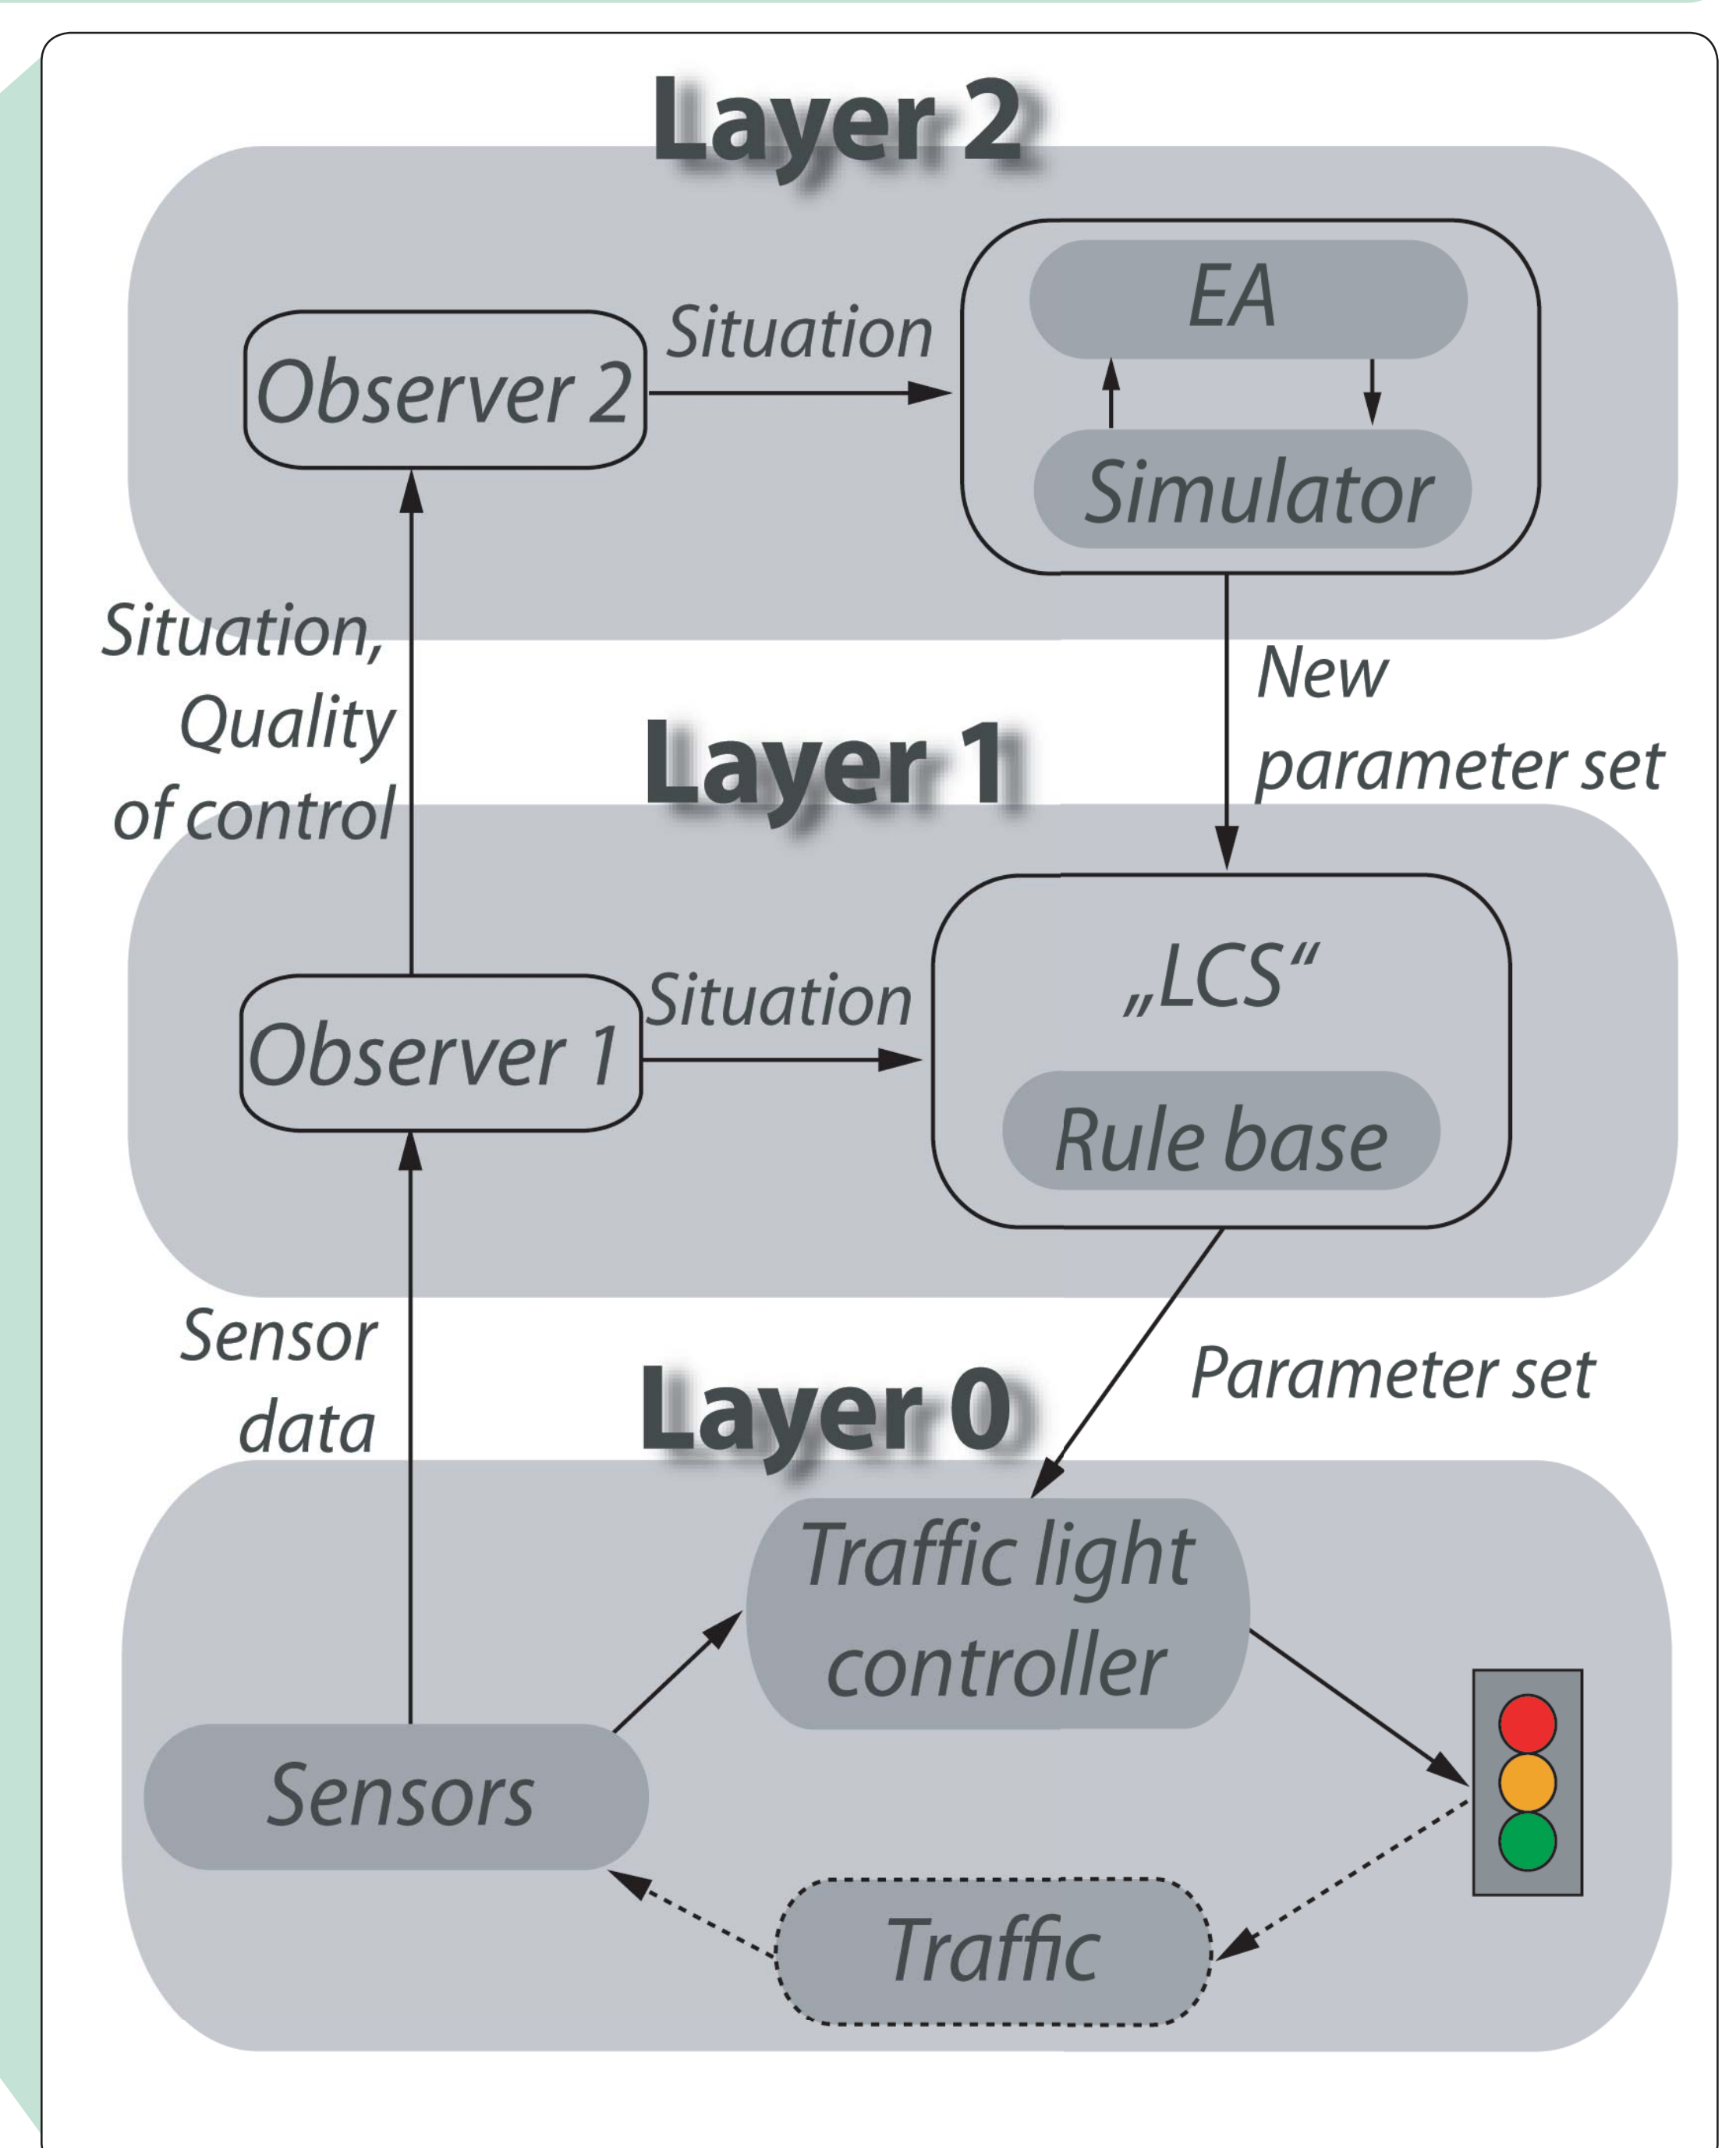 Layer 2
EA
Situation
Observer 2
Simulator
Situation,
Quality
of control
New
parameter set
Layer 1
„LCS“
Situation
Observer 1
Rule base
Sensor
data
Parameter set
Layer 0
Traffic light
controller
Sensors
Traffic